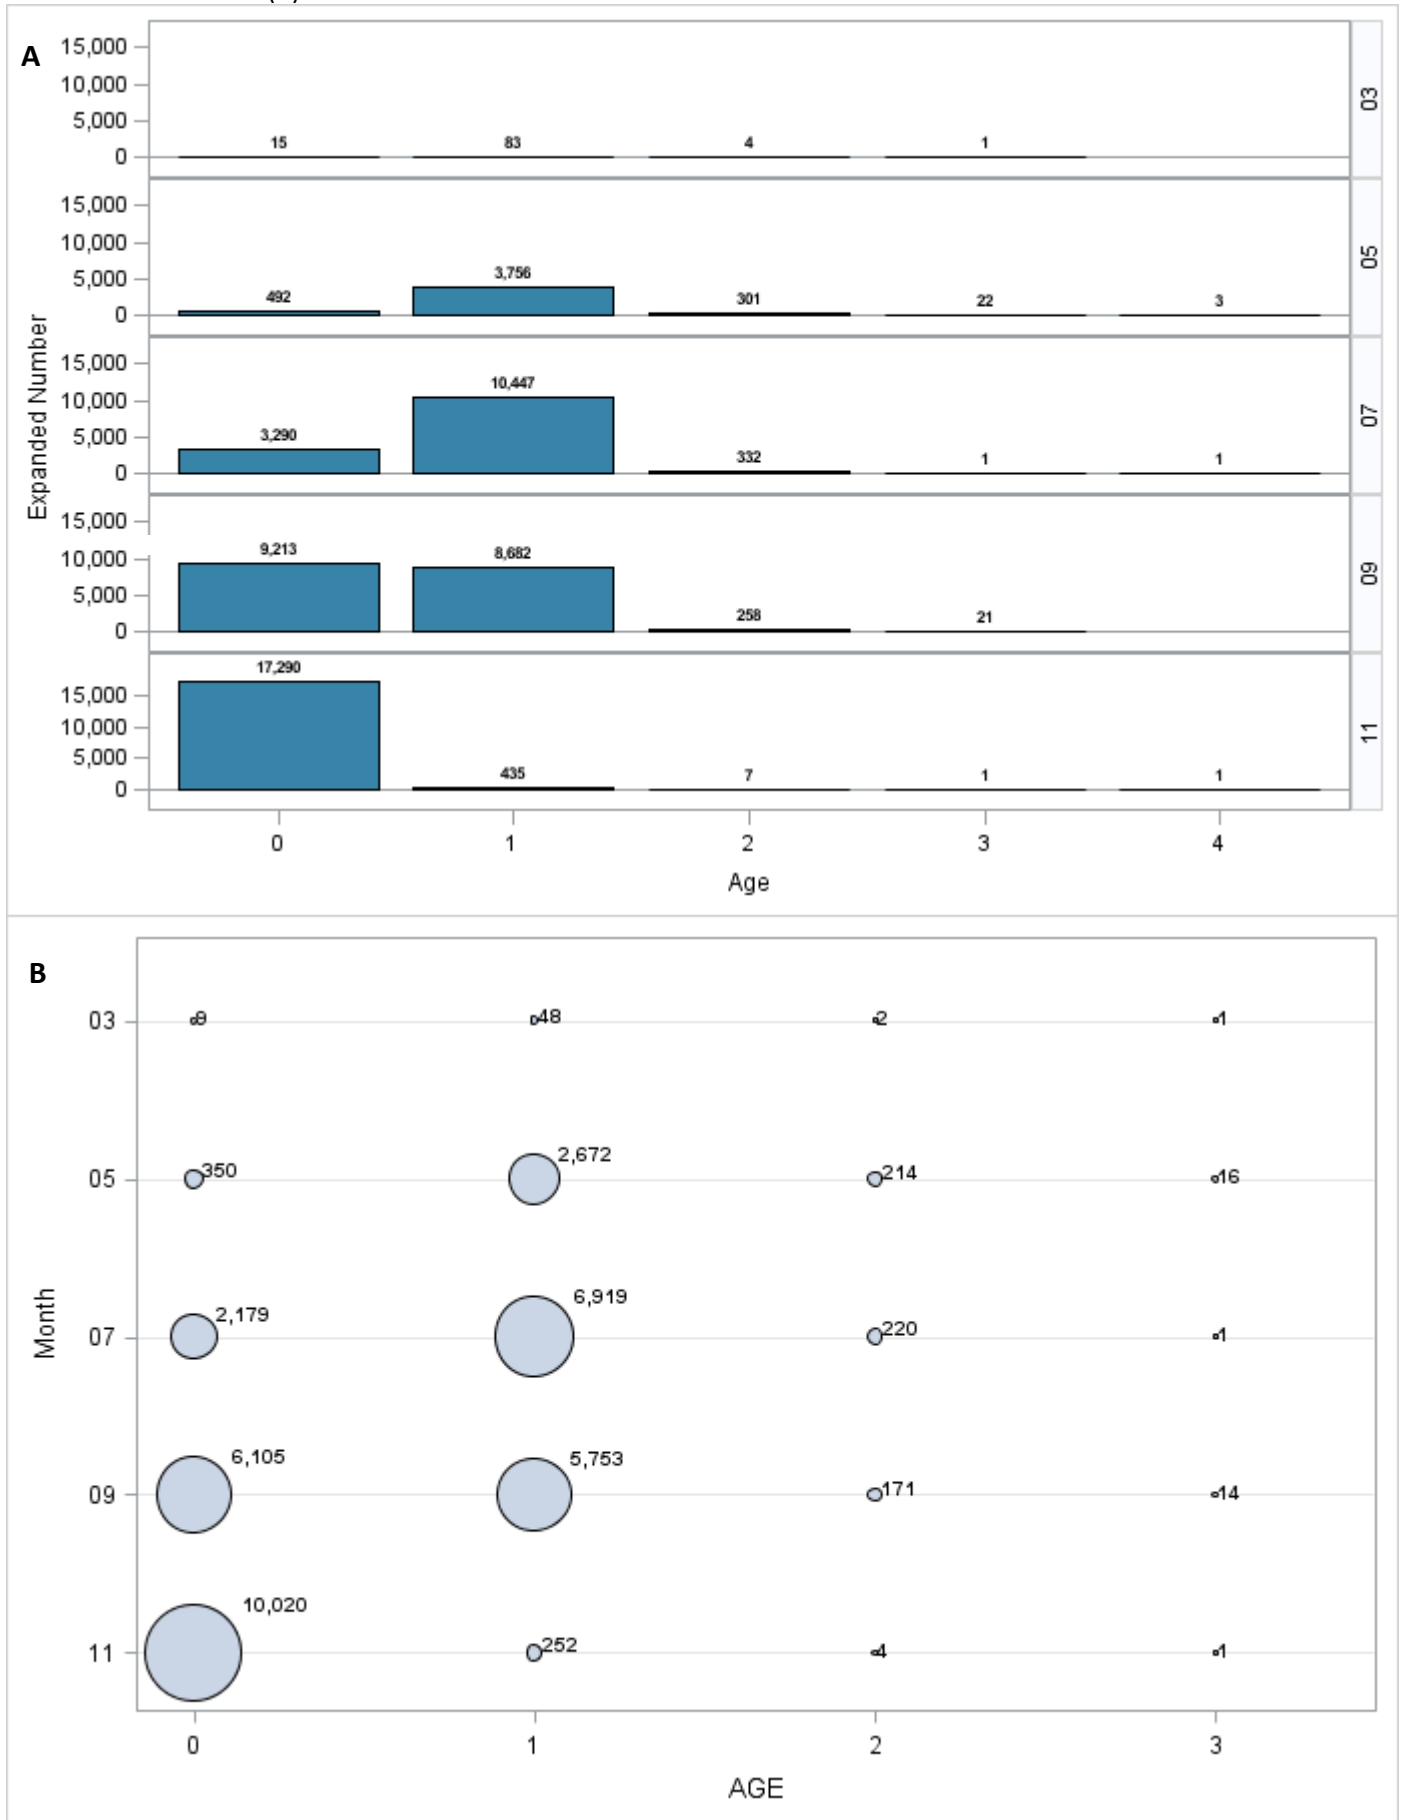 A
15,000
10,000
5,000
0
15 83 4 1
03
15,000
10,000
5,000
0
492 3,756 301 22 3
05
15,000
10,000
5,000
0
3,290 10,447 332 1 1
07
15,000
10,000
5,000
0
9,213 8,682 258 21
09
15,000
10,000
5,000
0
17,290 435 7 1 1
11
Expanded Number
0 1 2 3 4
Age
B
03 9 48 2 1
05 350 2,672 214 16
07 2,179 6,919 220 1
09 6,105 5,753 171 14
11 10,020 252 4 1
Month
0 1 2 3
AGE